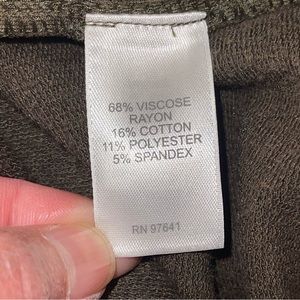 68% VISCOSE
RAYON
16% COTTON
11% POLYESTER
5% SPANDEX
RN 97641